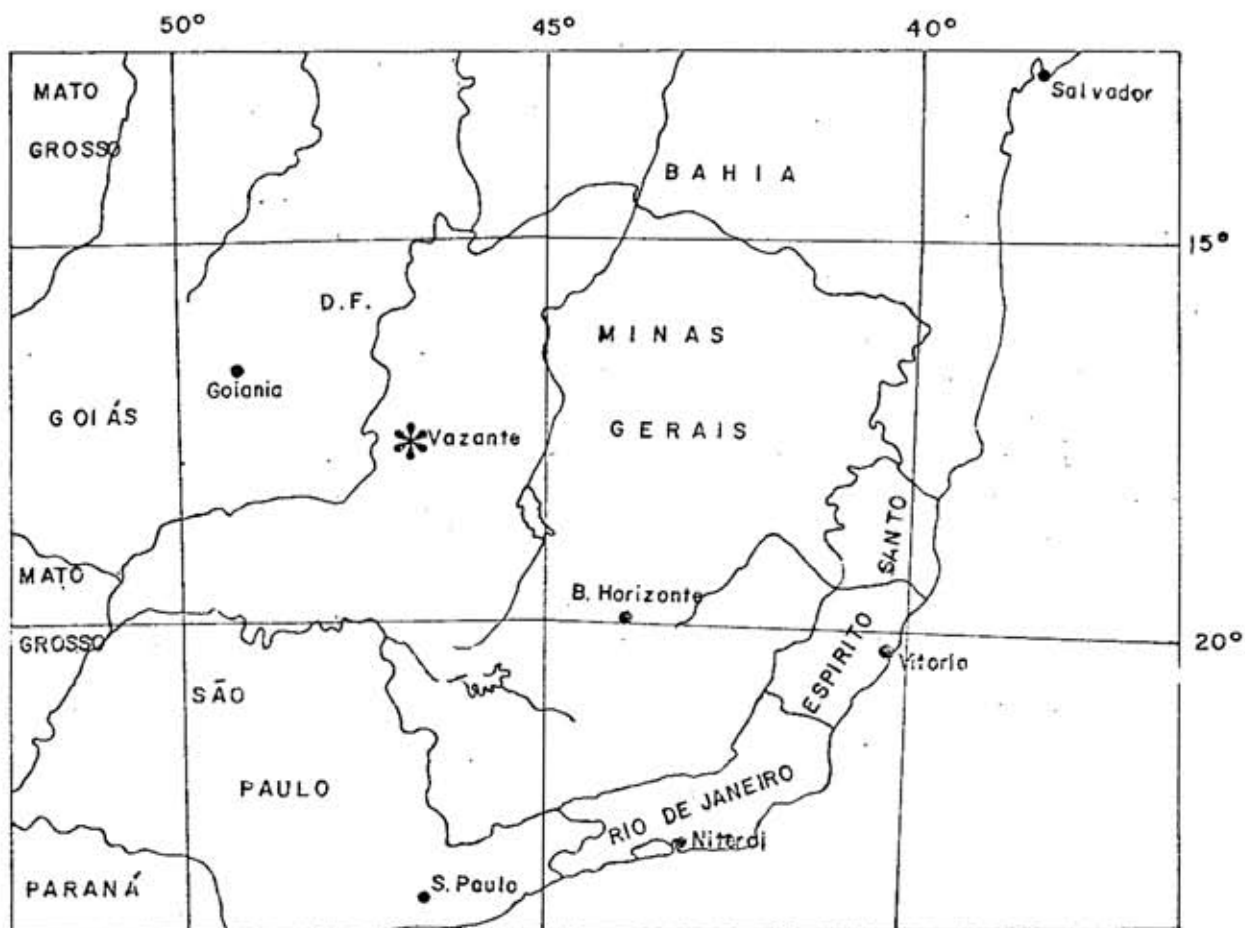 50° 45° 40°
MATO
GROSSO
Salvador
BAHIA
15°
D.F.
MINAS
Goiania
GOIÁS
Vazante
GERAIS
SANTO
MATO
B. Horizonte
GROSSO
20°
Vitoria
ESPIRITO
SÃO
PAULO
RIO DE JANEIRO
Niteroi
S. Paulo
PARANÁ